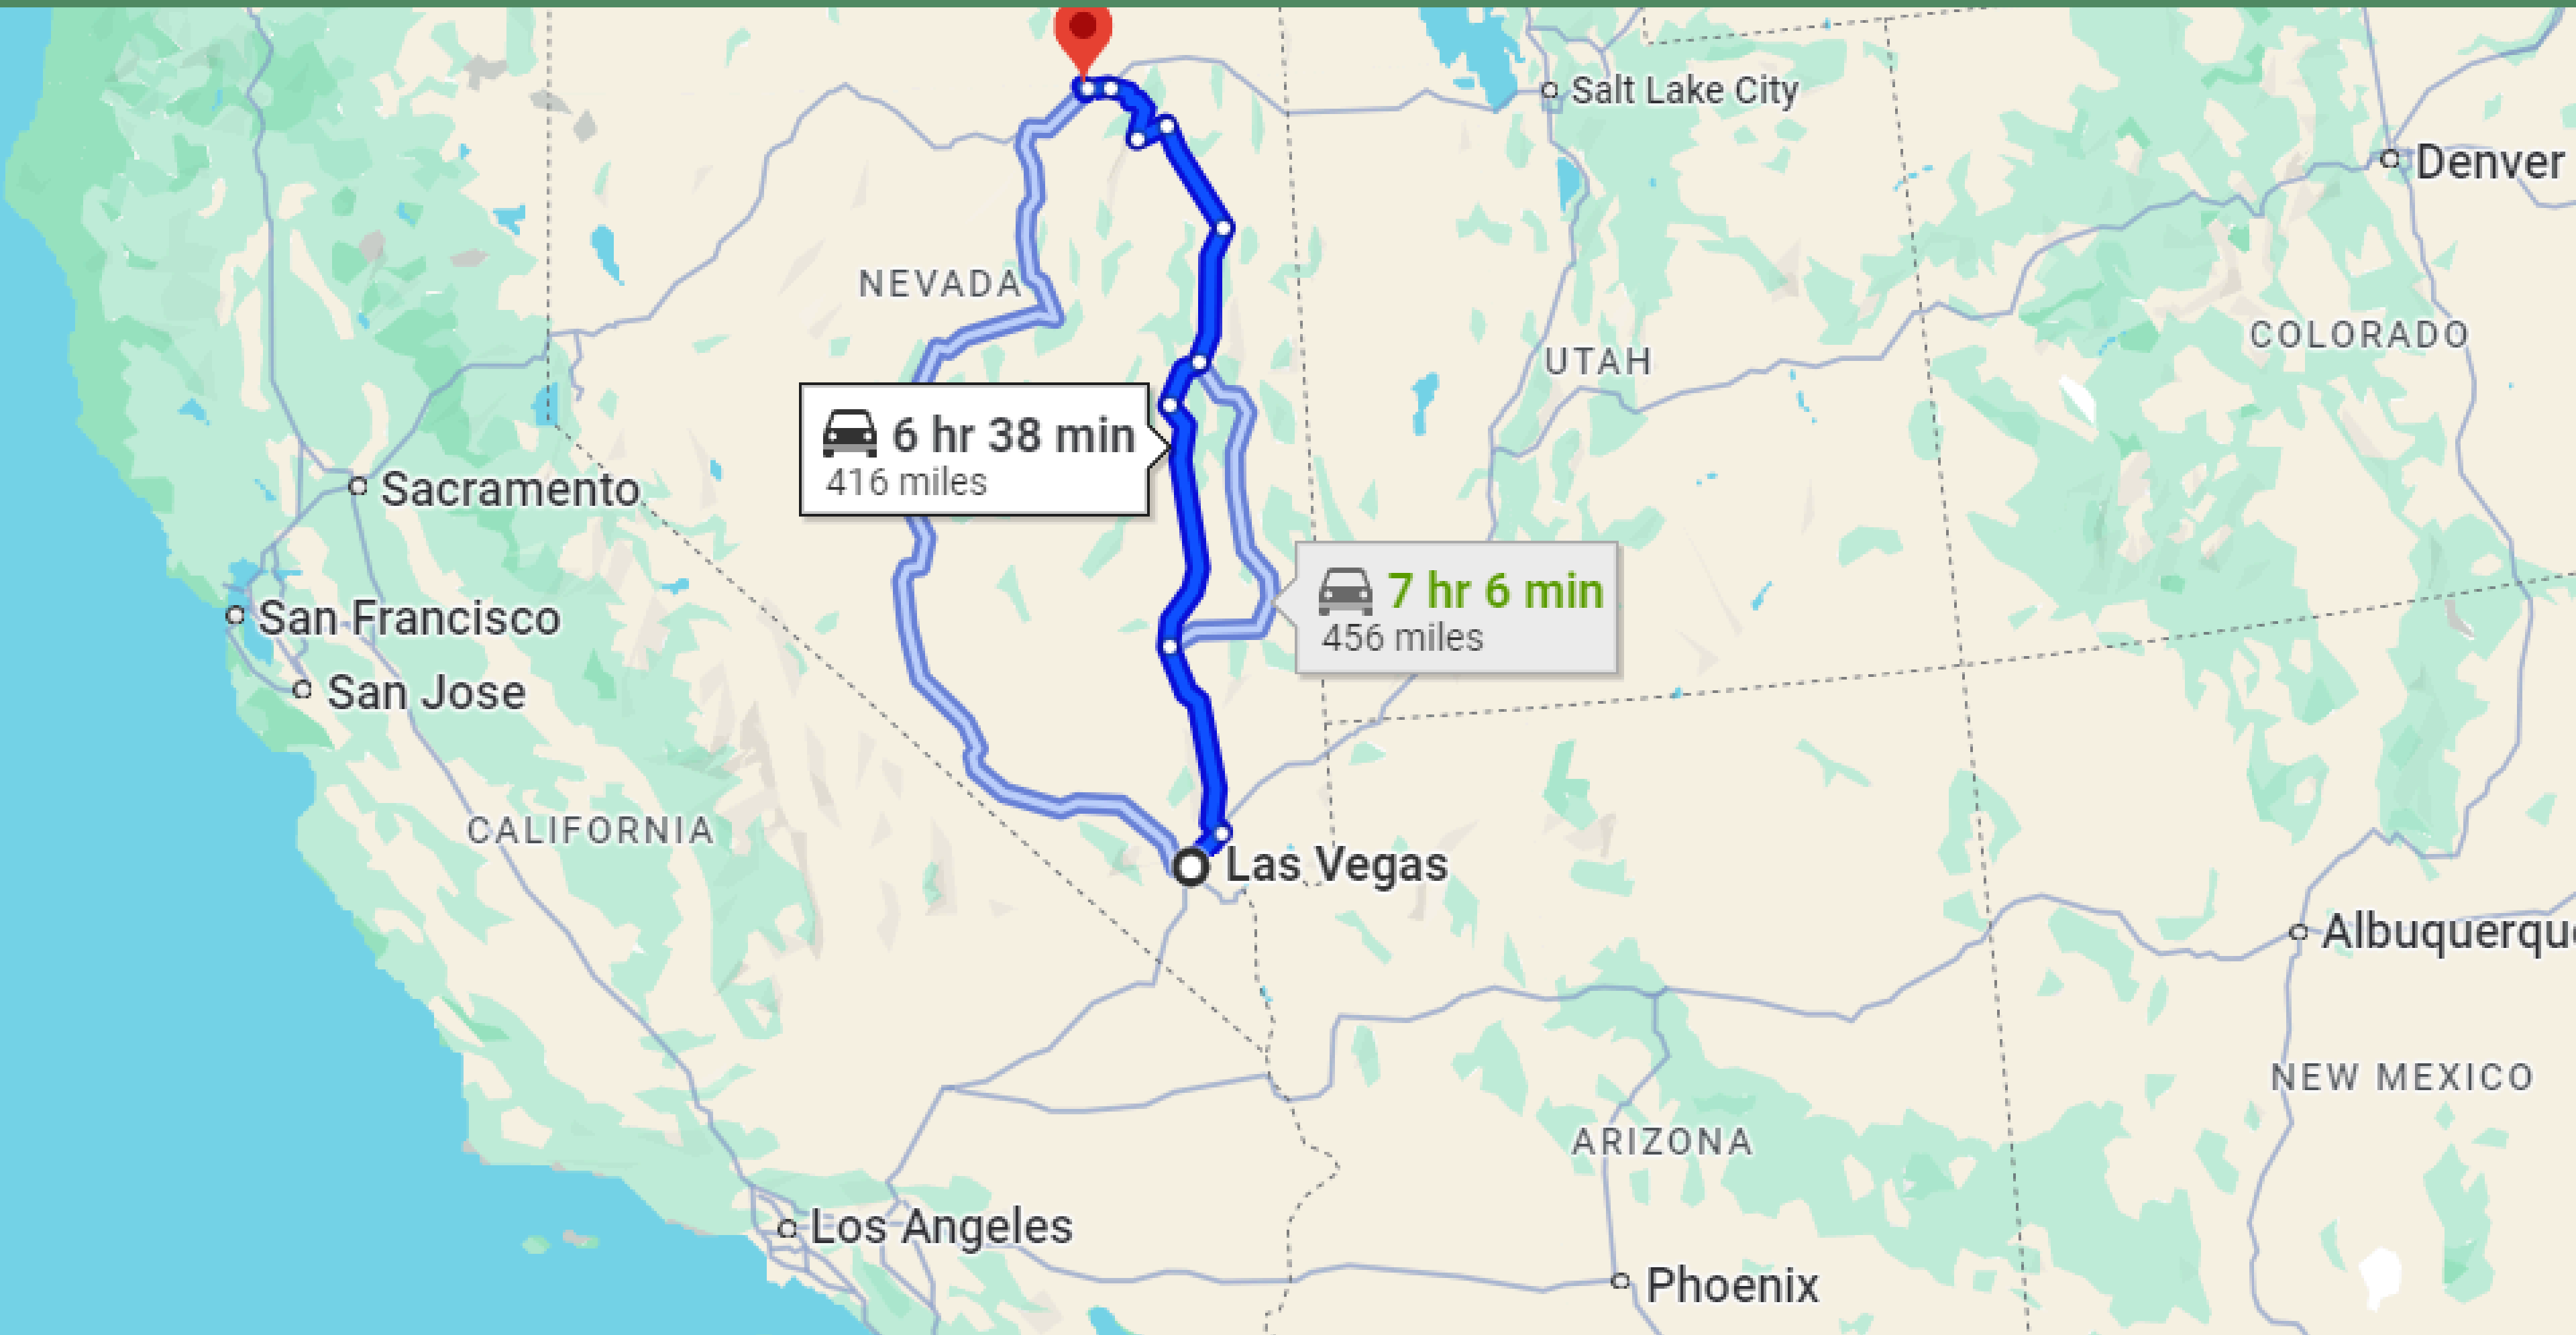 Salt Lake City
Denver
NEVADA
COLORADO
UTAH
6 hr 38 min
416 miles
Sacramento
7 hr 6 min
456 miles
San Francisco
San Jose
CALIFORNIA
Las Vegas
Albuquerque
NEW MEXICO
ARIZONA
Los Angeles
Phoenix